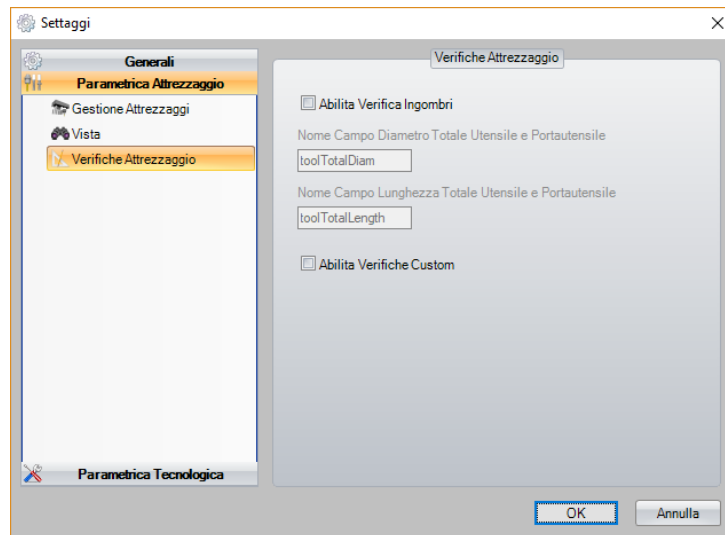 Settaggi
Generali
Parametrica Attrezzaggio
Gestione Attrezzaggi
Vista
Verifiche Attrezzaggio
Parametrica Tecnologica
Verifiche Attrezzaggio
Abilita Verifica Ingombri
Nome Campo Diametro Totale Utensile e Portautensile
toolTotalDiam
Nome Campo Lunghezza Totale Utensile e Portautensile
toolTotalLength
Abilita Verifiche Custom
OK
Annulla